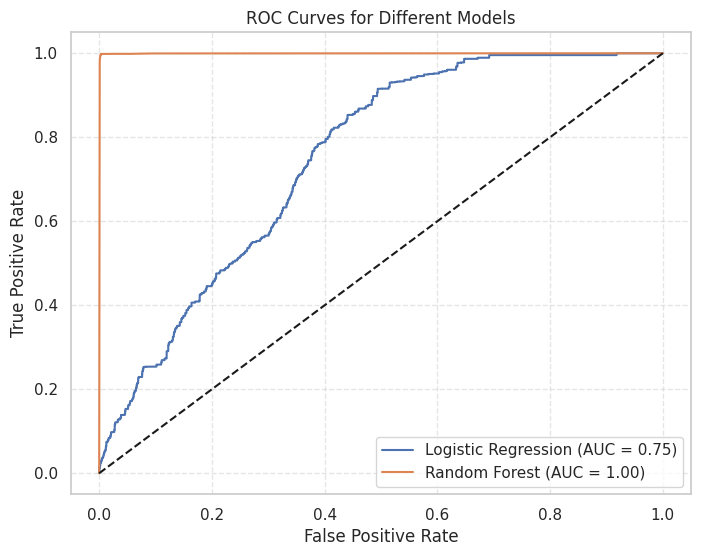 ROC Curves for Different Models
True Positive Rate
1.0
0.8
0.6
0.4
0.2
0.0
0.0 0.2 0.4 0.6 0.8 1.0
False Positive Rate
Logistic Regression (AUC = 0.75)
Random Forest (AUC = 1.00)